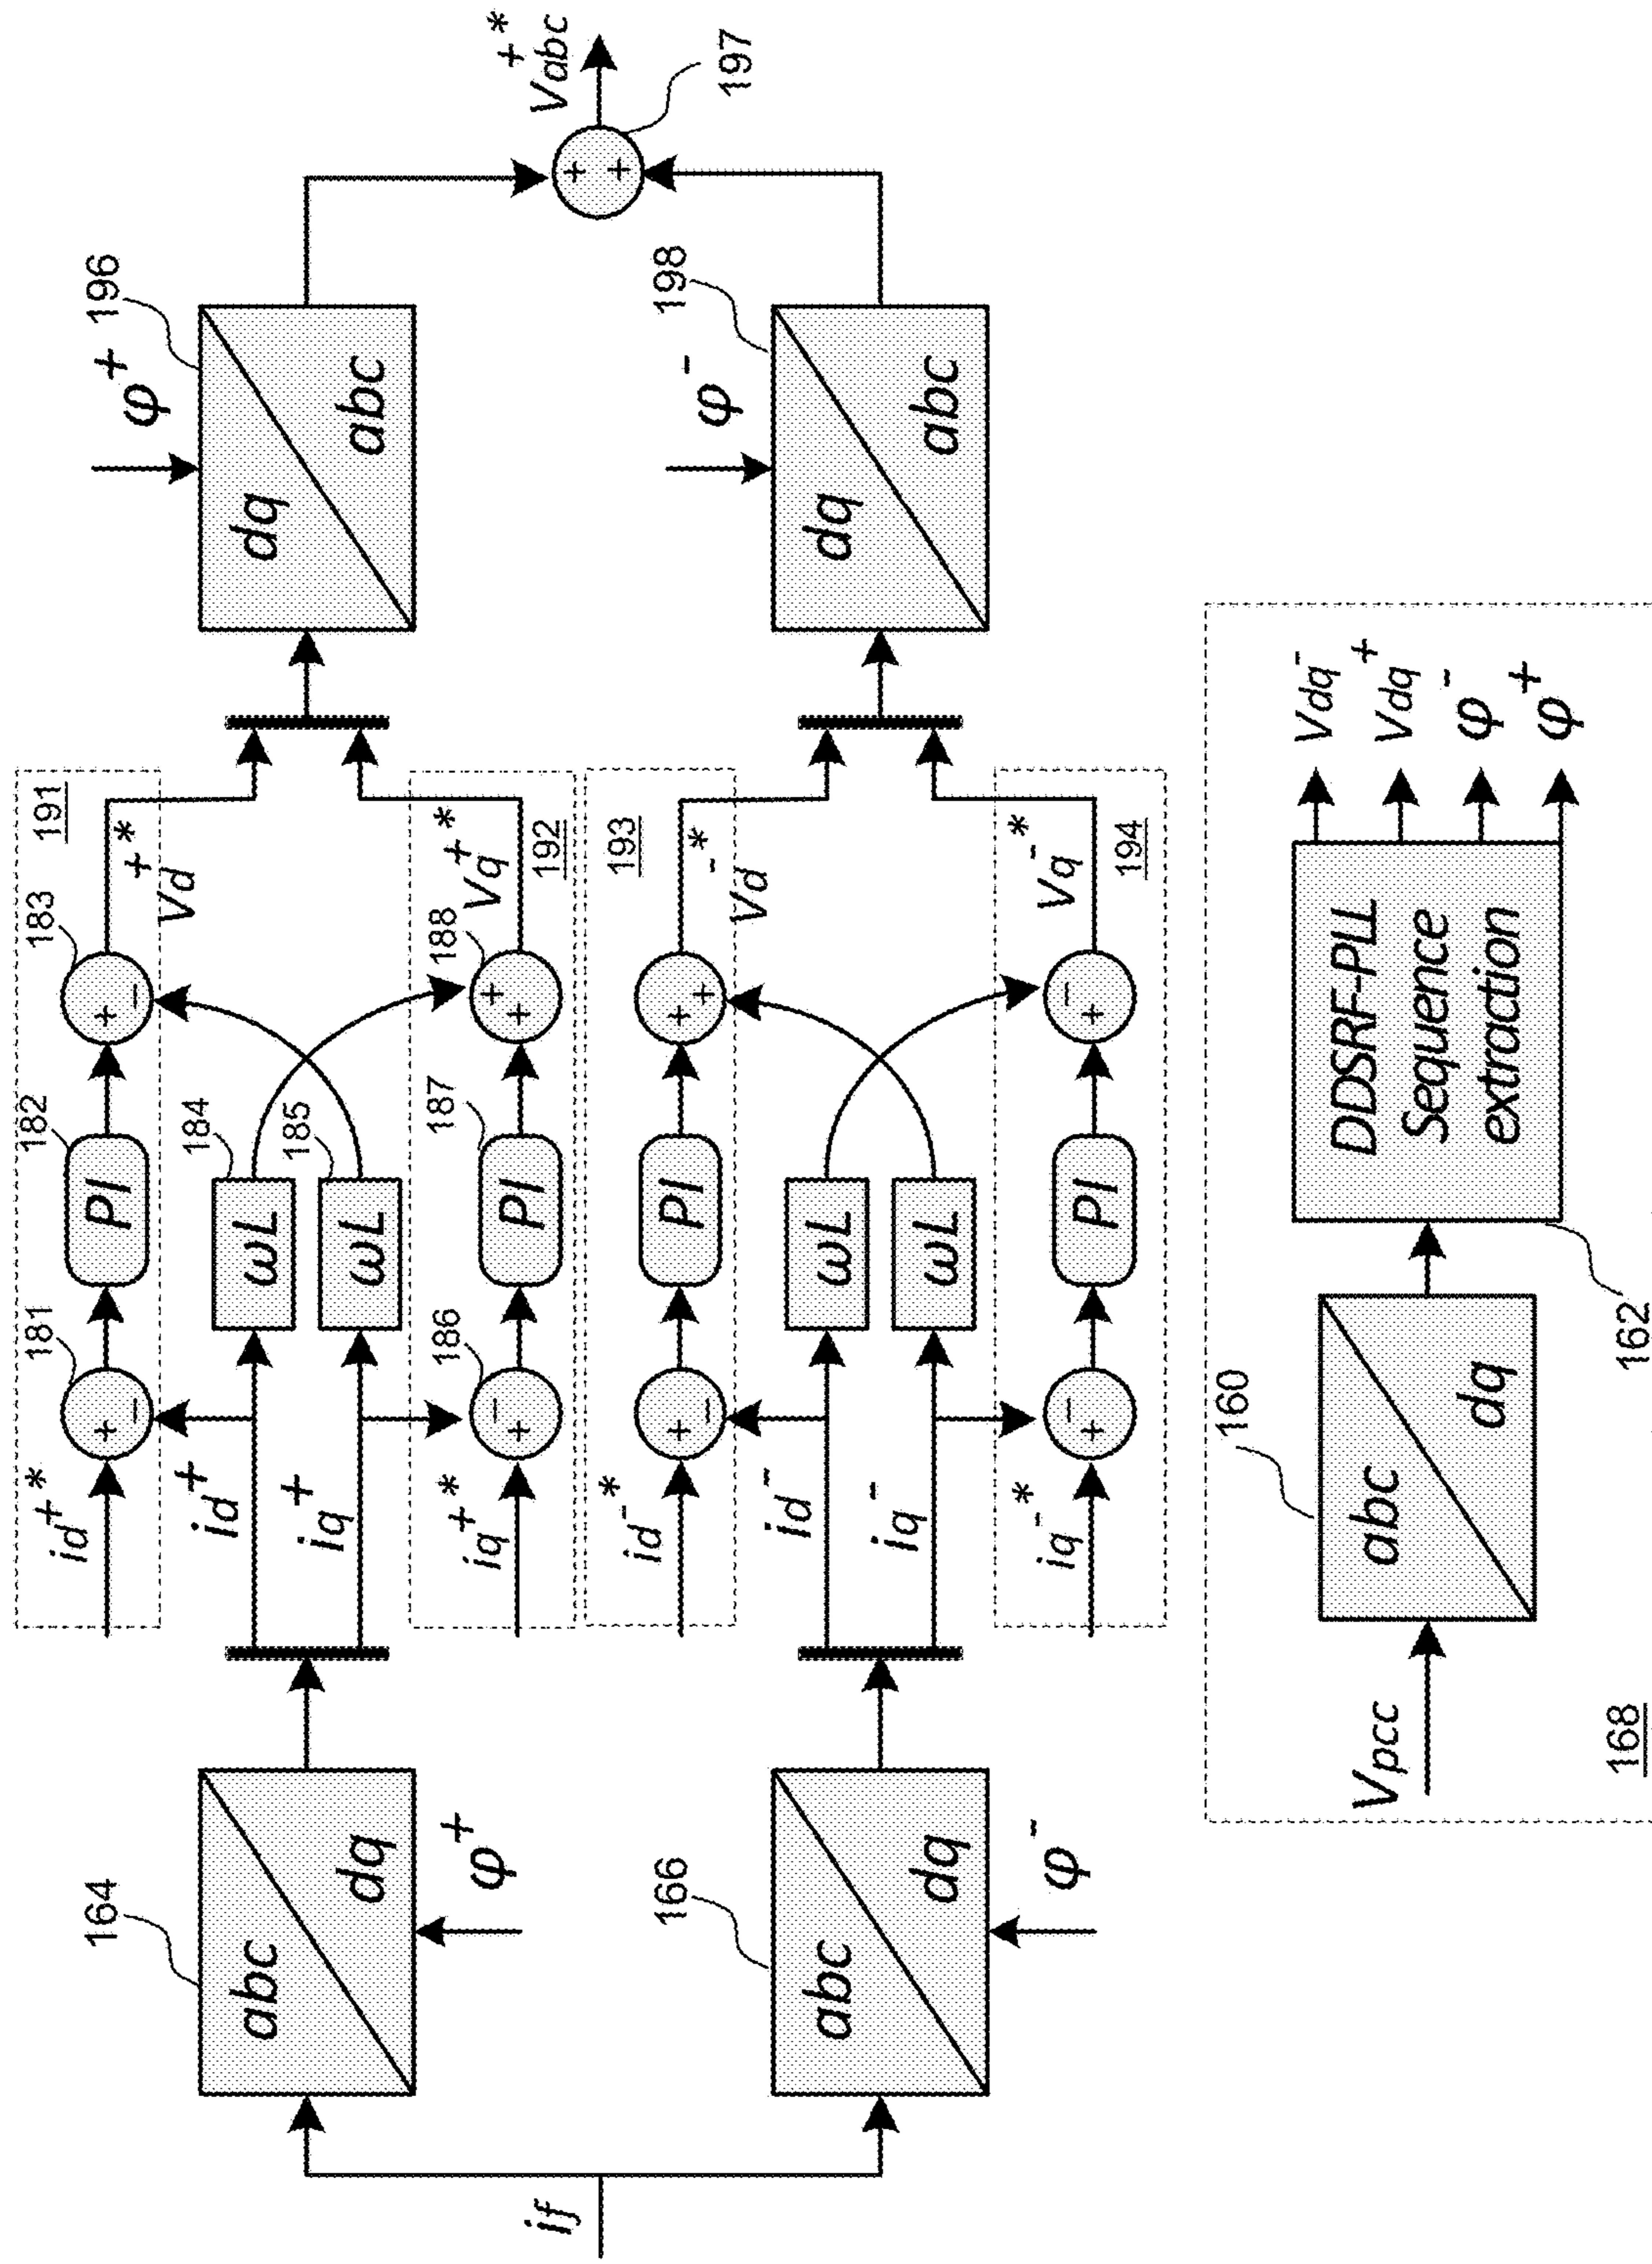 if
164
abc
dq
φ+
166
abc
dq
φ-
191
id+*
181
+
-
182
PI
183
+
-
Vd+*
id+
184
ωL
iq+
185
ωL
iq+*
186
-
+
187
PI
188
+
+
Vq+*
192
193
id-*
+
-
PI
+
+
Vd-*
id-
ωL
iq-
ωL
iq-*
-
+
PI
-
+
Vq-*
194
φ+
196
dq
abc
φ-
198
dq
abc
+
+
Vabc+*
197
Vpcc
160
abc
dq
162
DDSRF-PLL
Sequence
extraction
Vdq-
Vdq+
φ-
φ+
168